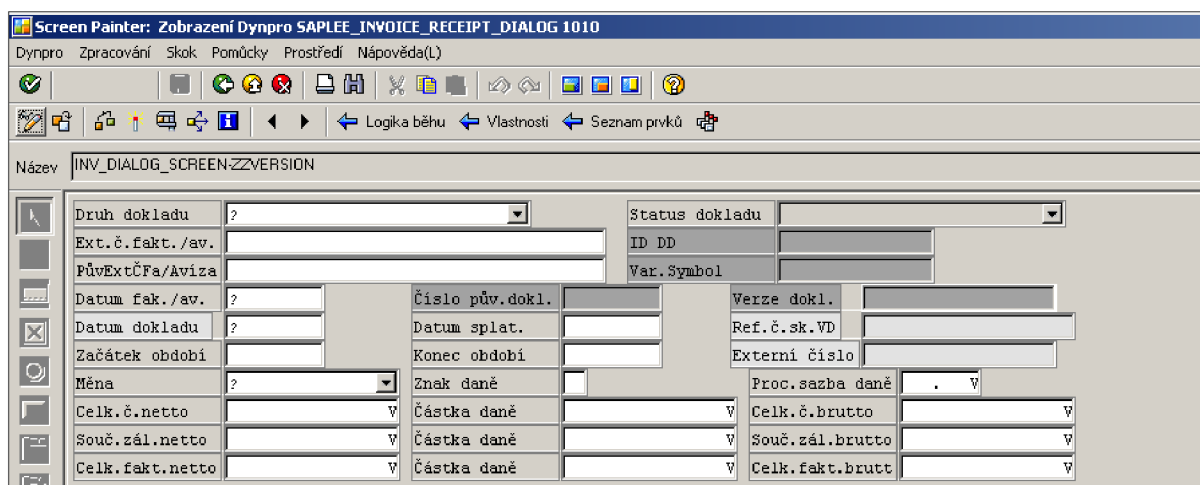 Screen Painter: Zobrazení Dynpro SAPLEE_INVOICE_RECEIPT_DIALOG 1010
Dynpro Zpracování Skok Pomůcky Prostředí Nápověda(L)
Logika běhu Vlastnosti Seznam prvků
Název INV_DIALOG_SCREEN-ZZVERSION
Druh dokladu ? Status dokladu
Ext.č.fakt./av. ID DD
PůvExtČFa/Avíza Var.Symbol
Datum fak./av. ? Číslo pův.dokl. Verze dokl.
Datum dokladu ? Datum splat. Ref.č.sk.VD
Začátek období Konec období Externí číslo
Měna ? Znak daně Proc.sazba daně . V
Celk.č.netto V Částka daně V Celk.č.brutto V
Souč.zál.netto V Částka daně V Souč.zál.brutto V
Celk.fakt.netto V Částka daně V Celk.fakt.brutt V